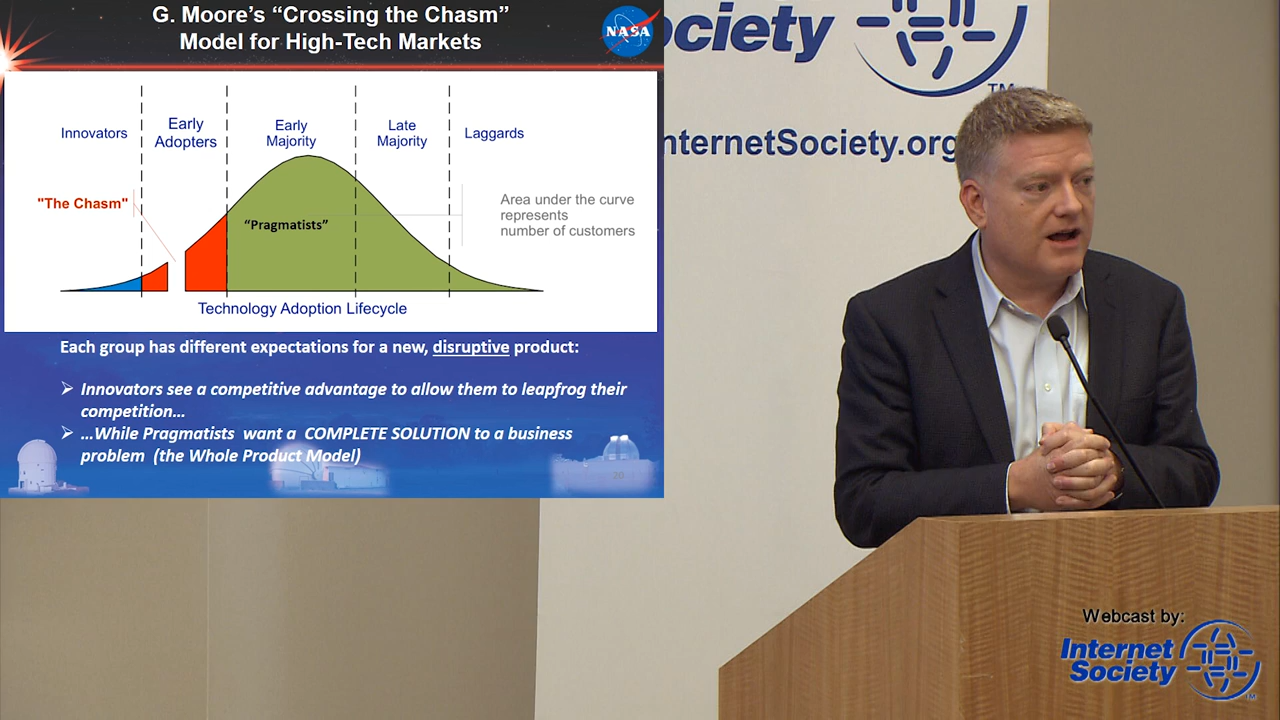 G. Moore's “Crossing the Chasm”
Model for High-Tech Markets
NASA
Innovators
Early
Adopters
Early
Majority
Late
Majority
Laggards
"The Chasm"
“Pragmatists”
Area under the curve
represents
number of customers
Technology Adoption Lifecycle
Each group has different expectations for a new, disruptive product:
➢ Innovators see a competitive advantage to allow them to leapfrog their
competition…
➢ …While Pragmatists want a COMPLETE SOLUTION to a business
problem (the Whole Product Model)
20
ociety
TM
nternetSociety.org
Webcast by:
Internet
Society
TM